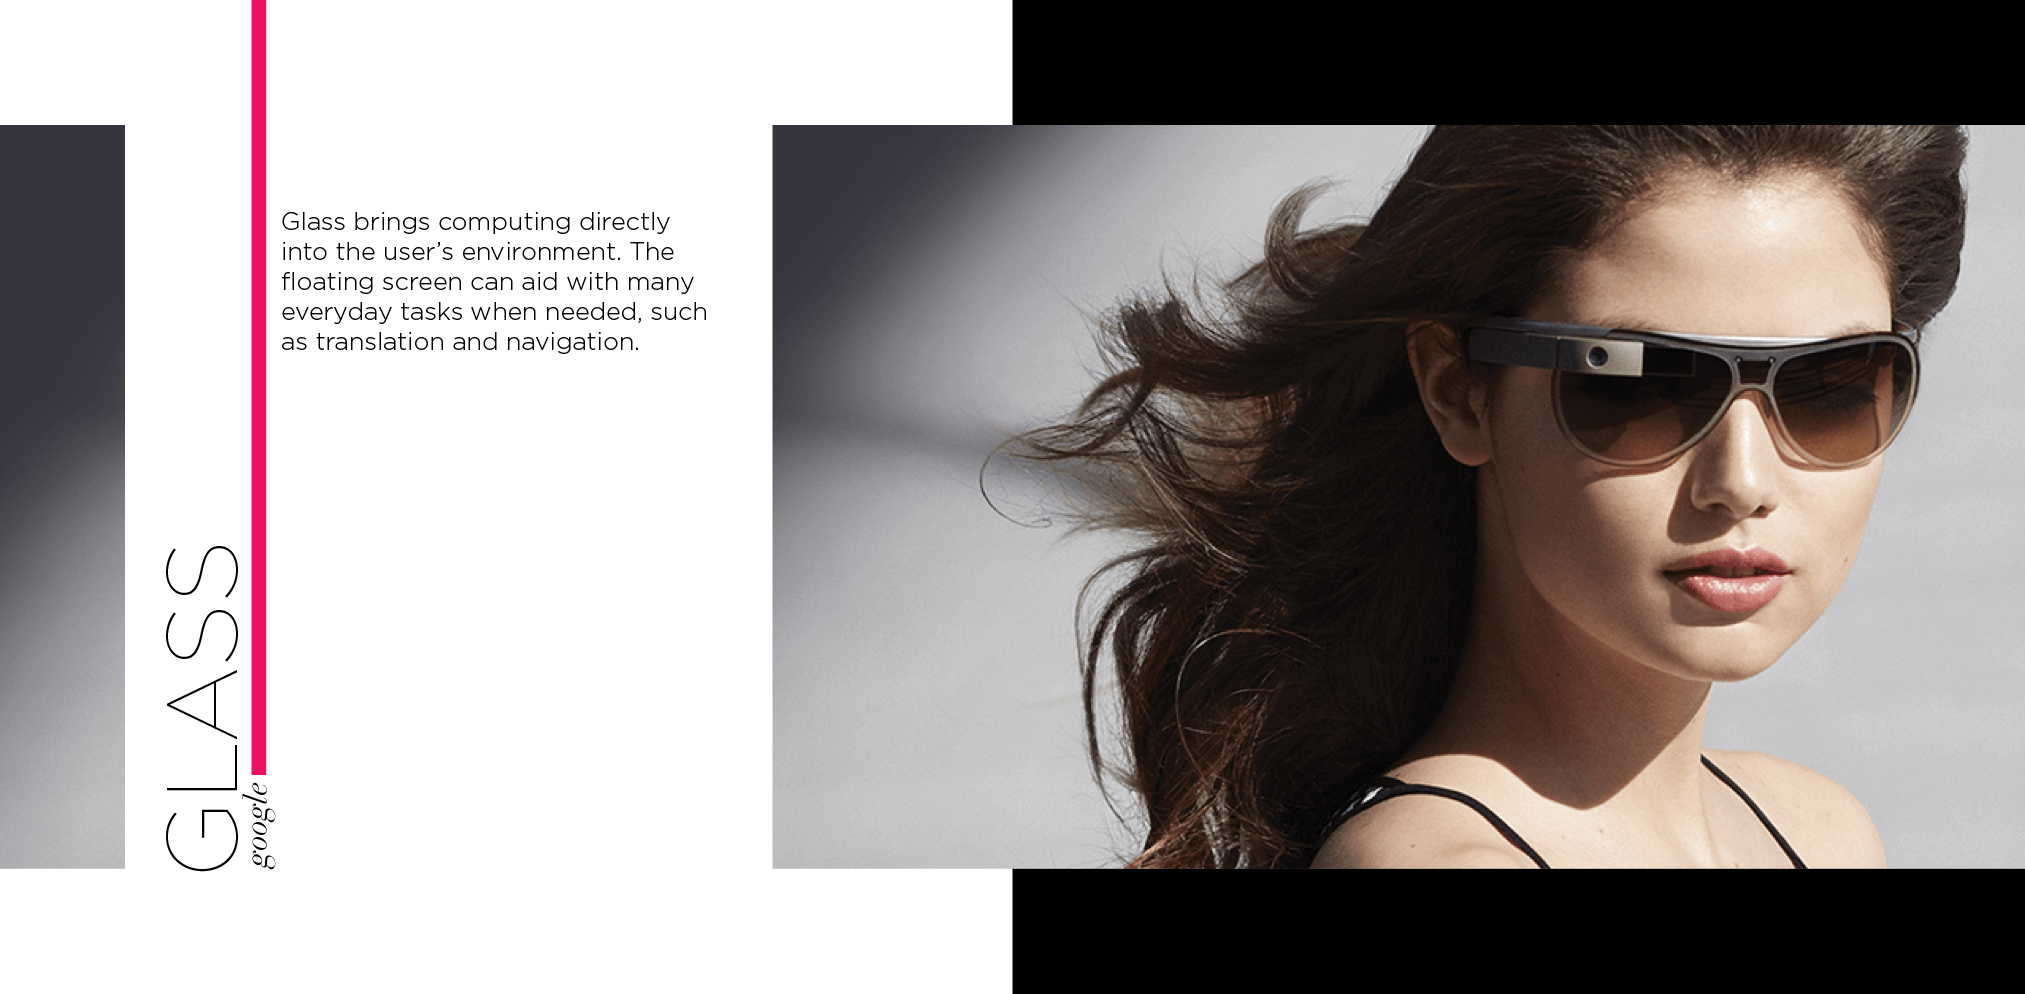 Glass brings computing directly
into the user’s environment. The
floating screen can aid with many
everyday tasks when needed, such
as translation and navigation.
GLASS
google